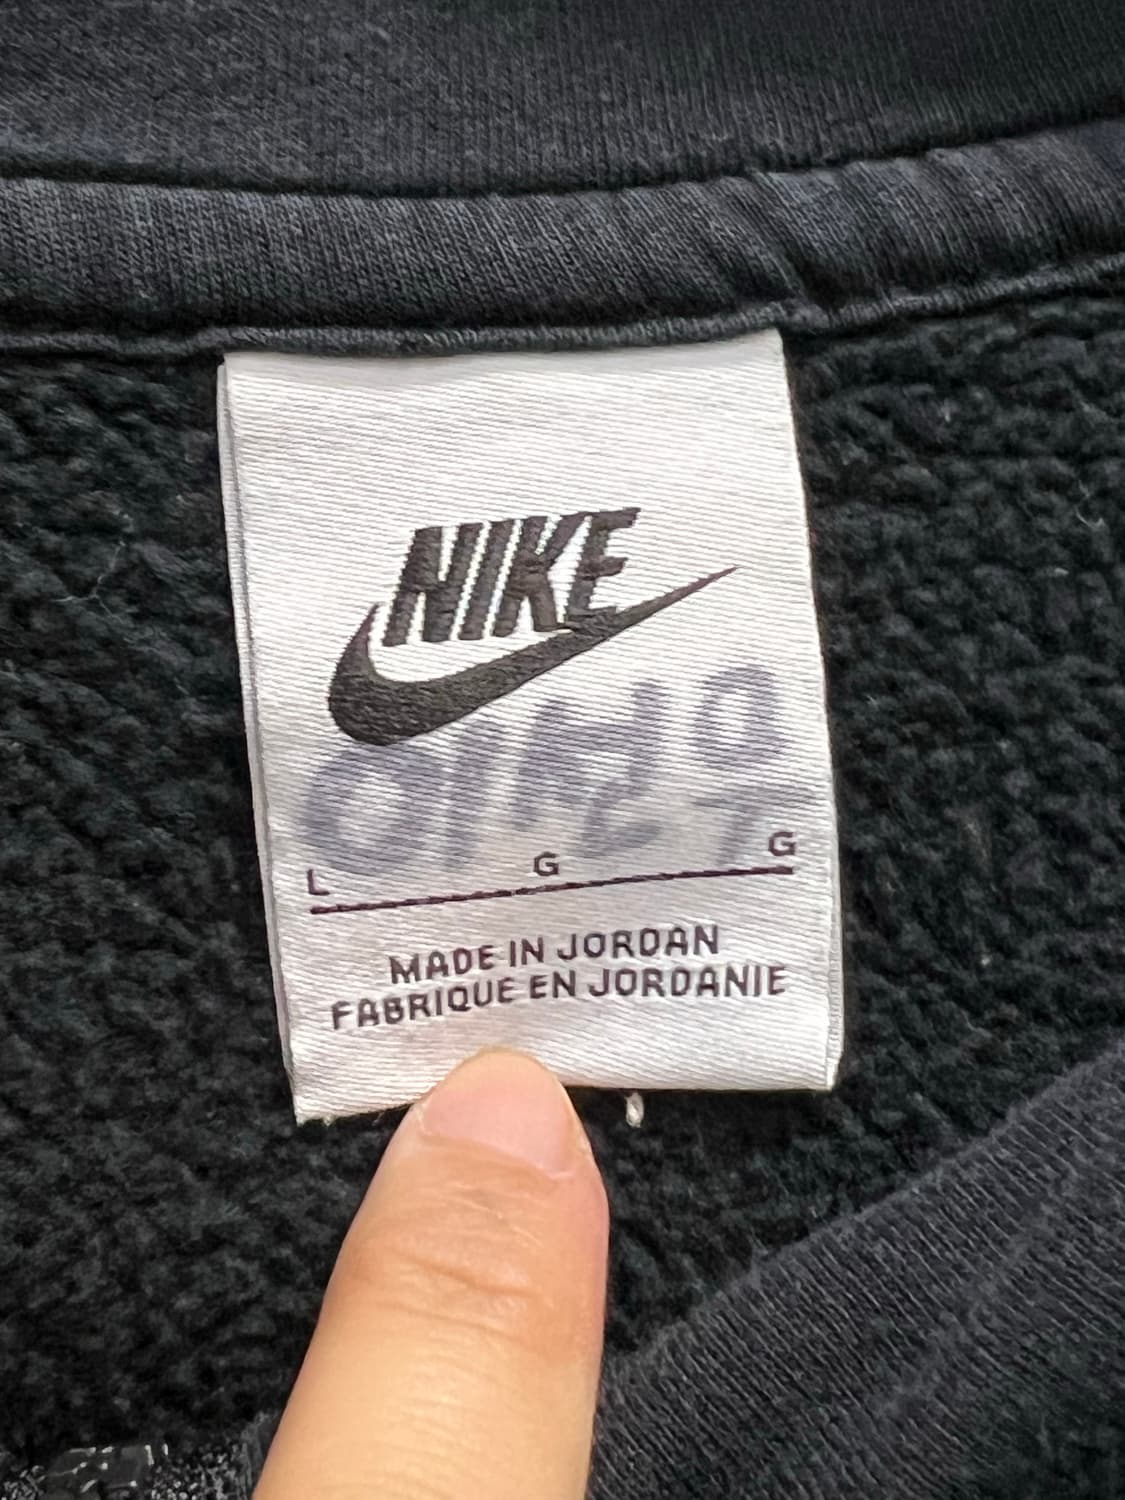 NIKE
L G G
MADE IN JORDAN
FABRIQUE EN JORDANIE